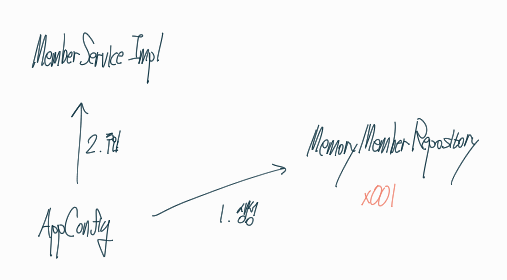 MemberServiceImpl
2. 주입
MemoryMemberRepository
x001
AppConfig
1. 생성